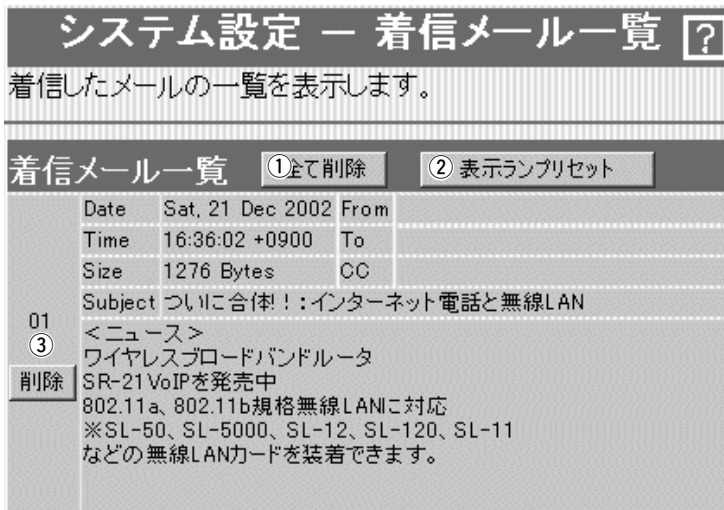 システム設定 − 着信メール一覧 ?
着信したメールの一覧を表示します。
着信メール一覧 ①全て削除 ②表示ランプリセット
Date Sat, 21 Dec 2002 From
Time 16:36:02 +0900 To
Size 1276 Bytes CC
Subject ついに合体!!:インターネット電話と無線LAN
01
③
削除
＜ニュース＞
ワイヤレスブロードバンドルータ
SR-21VoIPを発売中
802.11a、802.11b規格無線LANに対応
※SL-50、SL-5000、SL-12、SL-120、SL-11
などの無線LANカードを装着できます。